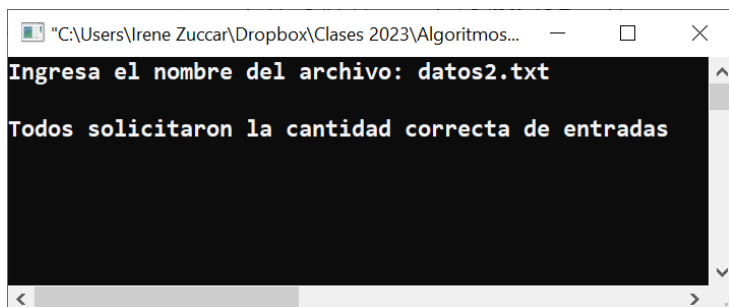 "C:\Users\Irene Zuccar\Dropbox\Clases 2023\Algoritmos...
Ingresa el nombre del archivo: datos2.txt
Todos solicitaron la cantidad correcta de entradas